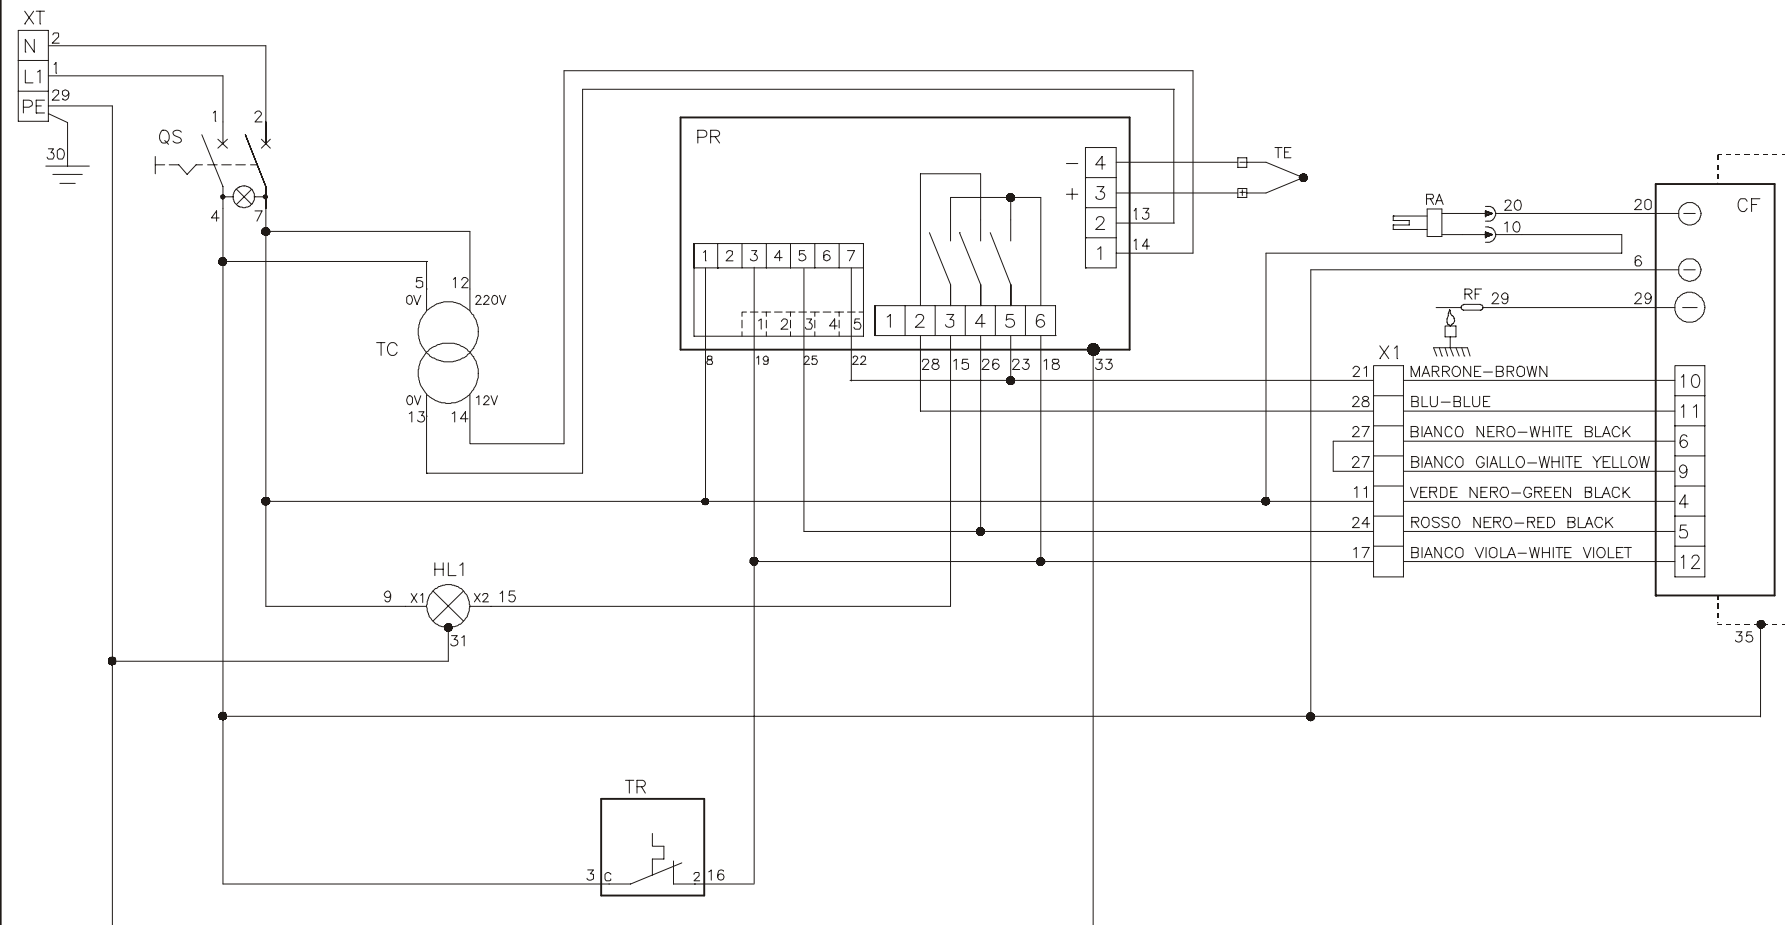 XT
N 2
L1 1
PE 29
30
QS
1 2
4 7
5 12
0V 220V
TC
0V 12V
13 14
PR
1 2 3 4 5 6 7
1 2 3 4 5
8 19 25 22
1 2 3 4 5 6
28 15 26 23 18 33
- 4
+ 3
2 13
1 14
TE
RA
20 20
10
6
RF 29 29
CF
X1
21 MARRONE-BROWN 10
28 BLU-BLUE 11
27 BIANCO NERO-WHITE BLACK 6
27 BIANCO GIALLO-WHITE YELLOW 9
11 VERDE NERO-GREEN BLACK 4
24 ROSSO NERO-RED BLACK 5
17 BIANCO VIOLA-WHITE VIOLET 12
35
HL1
9 X1 X2 15
31
TR
3 C 2 16